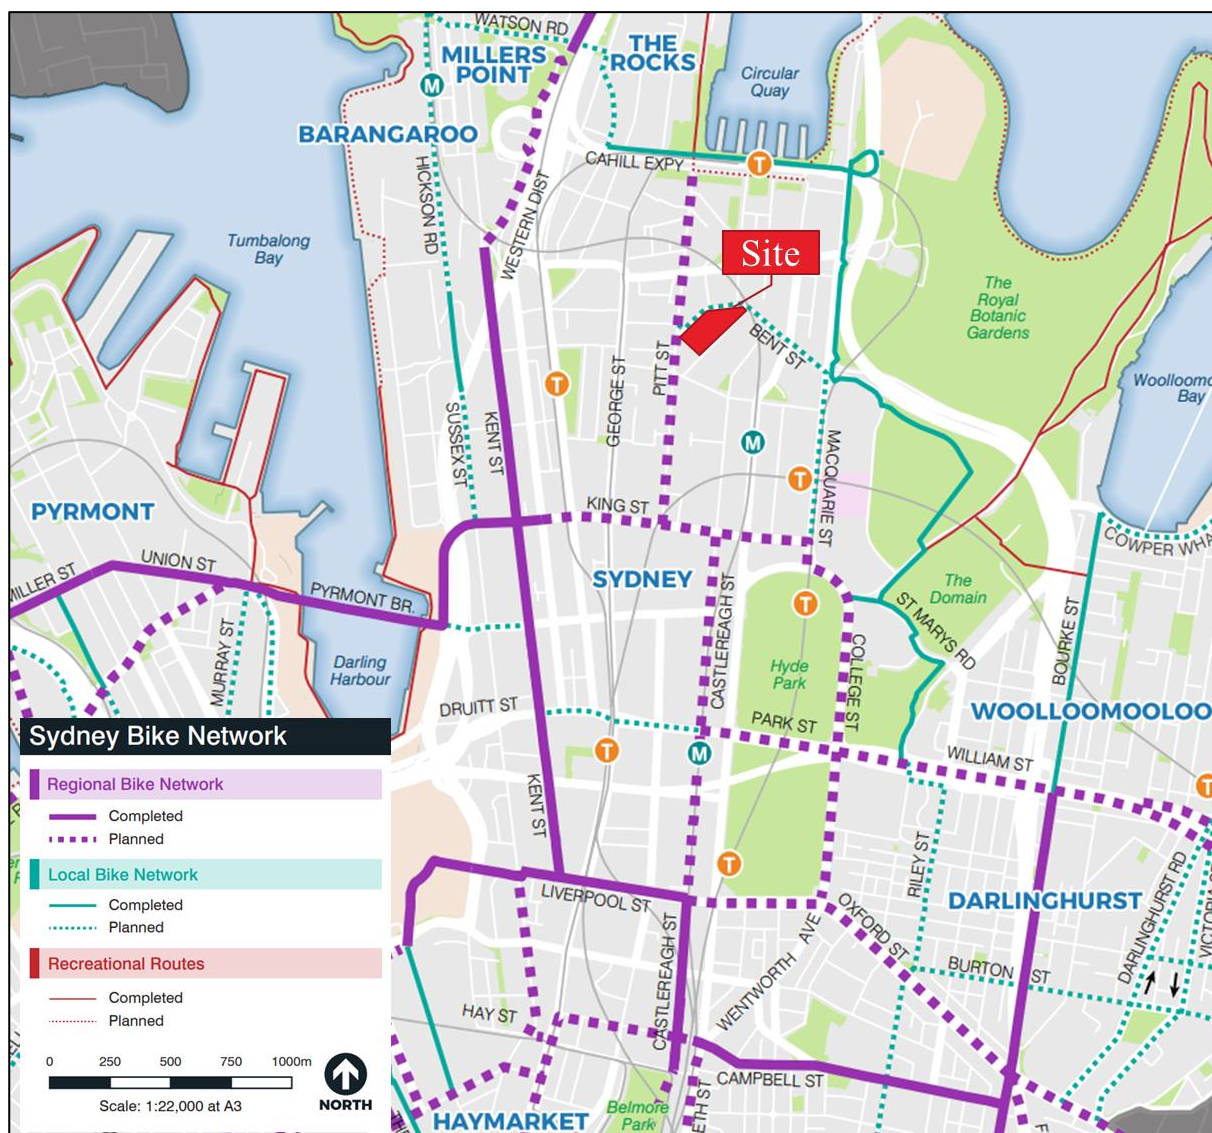 WATSON RD
MILLERS
POINT
THE
ROCKS
Circular
Quay
M
BARANGAROO
CAHILL EXPY
T
HICKSON RD
WESTERN DIST
Tumbalong
Bay
Site
The
Royal
Botanic
Gardens
BENT ST
PITT ST
GEORGE ST
T
Woolloomo
Bay
KENT ST
SUSSEX ST
M
MACQUARIE ST
T
PYRMONT
KING ST
COWPER WHA
UNION ST
MILLER ST
PYRMONT BR.
SYDNEY
The
Domain
T
ST MARYS RD
CASTLEREAGH ST
BOURKE ST
MURRAY ST
Darling
Harbour
Hyde
Park
COLLEGE ST
DRUITT ST
PARK ST
WOOLLOOMOOLOO
T
M
WILLIAM ST
T
KENT ST
T
RILEY ST
LIVERPOOL ST
DARLINGHURST
OXFORD ST
DARLINGHURST RD
VICTORIA S
CASTLEREAGH ST
WENTWORTH AVE
BURTON ST
HAY ST
CAMPBELL ST
HAYMARKET
Belmore
Park
ETH ST
F
Sydney Bike Network
Regional Bike Network
Completed
Planned
Local Bike Network
Completed
Planned
Recreational Routes
Completed
Planned
0 250 500 750 1000m
Scale: 1:22,000 at A3
NORTH